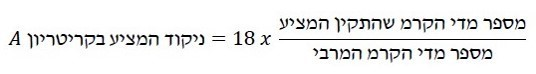 ניקוד המציע בקריטריון A = 18 x מספר מדי הקרמ שהתקין המציע
מספר מדי הקרמ המרבי